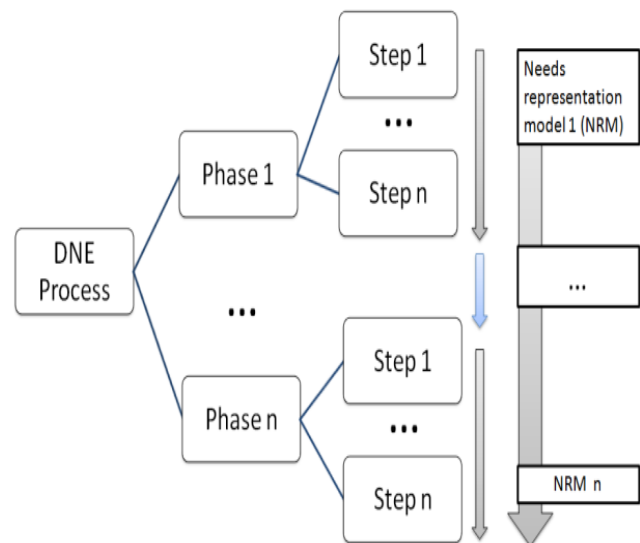 Step 1
...
Step n
Phase 1
DNE
Process
...
Phase n
Step 1
...
Step n
Needs
representation
model 1 (NRM)
...
NRM n